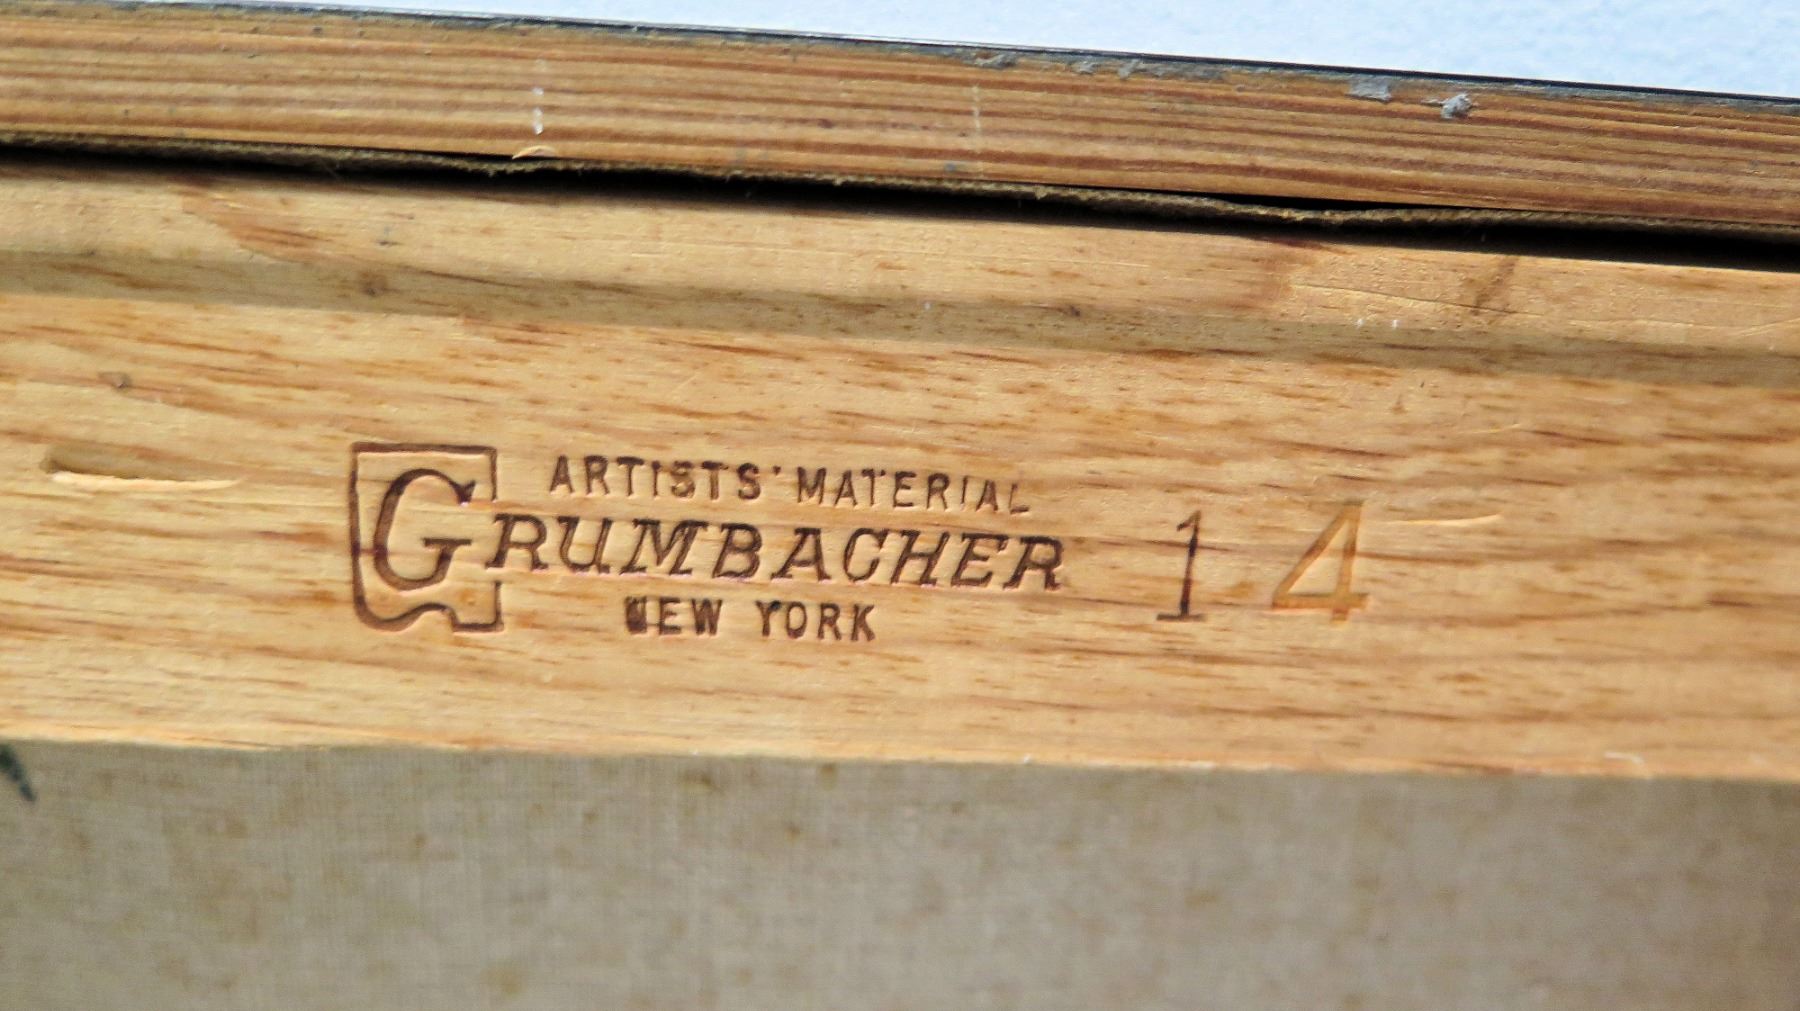 ARTISTS' MATERIAL
GRUMBACHER 14
NEW YORK